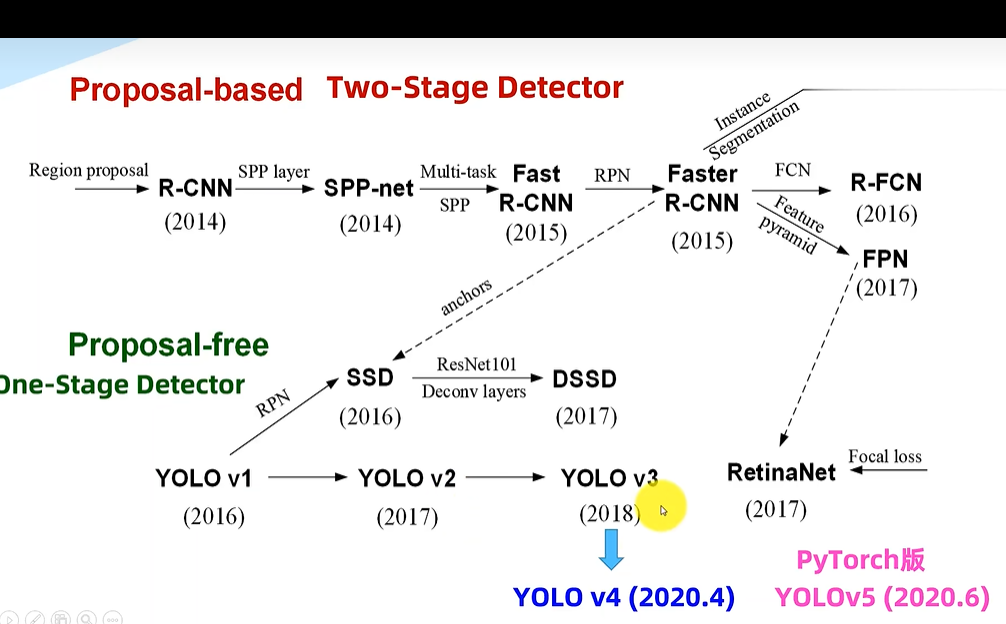 Proposal-based Two-Stage Detector
Instance
Segmentation
Region proposal
R-CNN
(2014)
SPP layer
SPP-net
(2014)
Multi-task
SPP
Fast
R-CNN
(2015)
RPN
Faster
R-CNN
(2015)
FCN
R-FCN
(2016)
Feature
pyramid
FPN
(2017)
anchors
Proposal-free
One-Stage Detector
RPN
SSD
(2016)
ResNet101
Deconv layers
DSSD
(2017)
YOLO v1
(2016)
YOLO v2
(2017)
YOLO v3
(2018)
RetinaNet
(2017)
Focal loss
YOLO v4 (2020.4)
PyTorch版
YOLOv5 (2020.6)